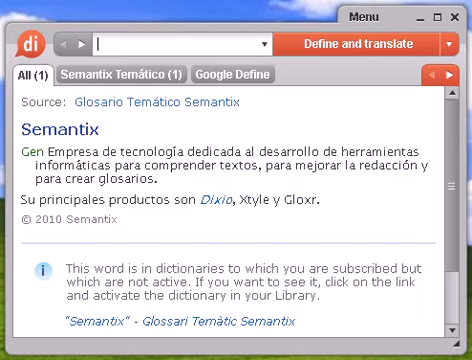 Menu
di
Define and translate
All (1)
Semantix Temático (1)
Google Define
Source: Glosario Temático Semantix
Semantix
Gen Empresa de tecnología dedicada al desarrollo de herramientas
informáticas para comprender textos, para mejorar la redacción y
para crear glosarios.
Su principales producтos son Dixio, Xtyle y Gloxr.
© 2010 Semantix
i
This word is in dictionaries to which you are subscribed but
which are not active. If you want to see it, click on the link
and activate the dictionary in your Library.
"Semantix" - Glossari Temàtic Semantix